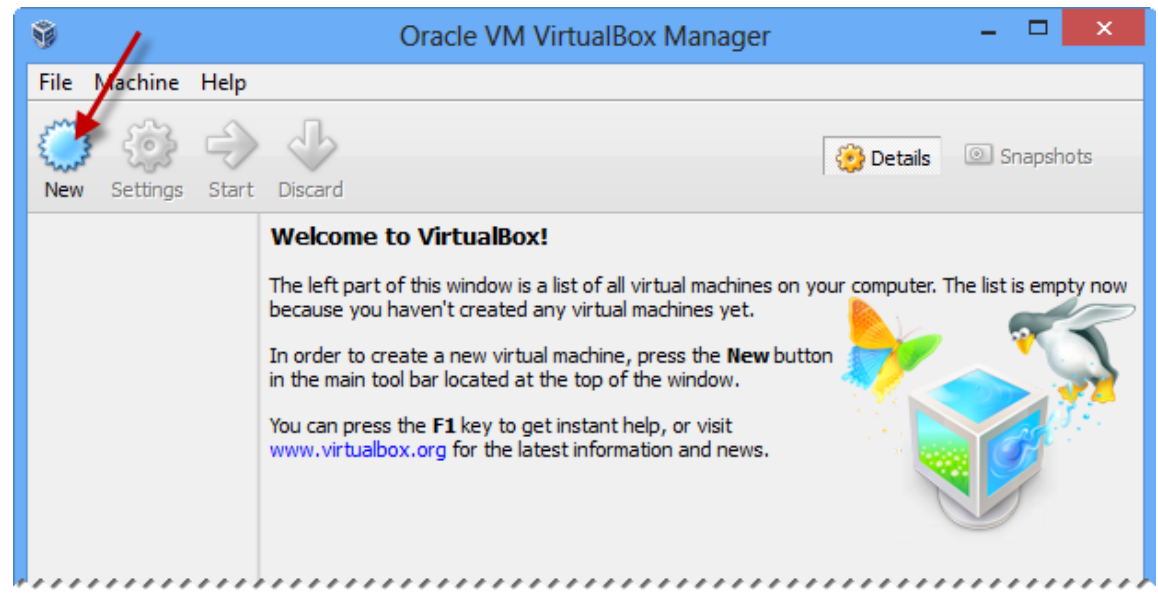 Oracle VM VirtualBox Manager
File Machine Help
New Settings Start Discard Details Snapshots
Welcome to VirtualBox!
The left part of this window is a list of all virtual machines on your computer. The list is empty now
because you haven't created any virtual machines yet.
In order to create a new virtual machine, press the New button
in the main tool bar located at the top of the window.
You can press the F1 key to get instant help, or visit
www.virtualbox.org for the latest information and news.